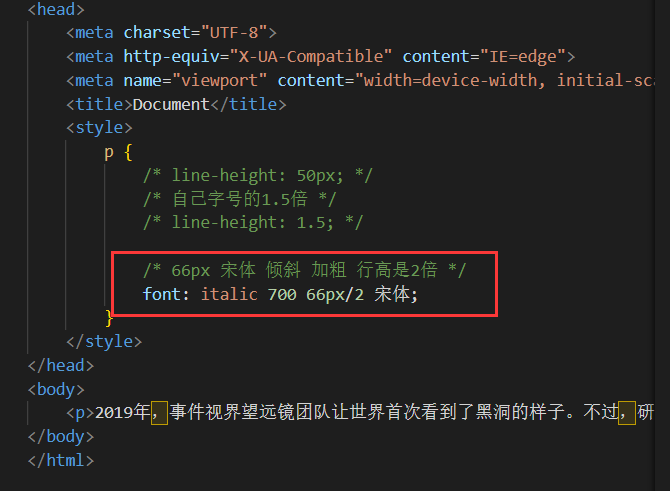 <head>
<meta charset="UTF-8">
<meta http-equiv="X-UA-Compatible" content="IE=edge">
<meta name="viewport" content="width=device-width, initial-sca
<title>Document</title>
<style>
p {
/* line-height: 50px; */
/* 自己字号的1.5倍 */
/* line-height: 1.5; */
/* 66px 宋体 倾斜 加粗 行高是2倍 */
font: italic 700 66px/2 宋体;
}
</style>
</head>
<body>
<p>2019年，事件视界望远镜团队让世界首次看到了黑洞的样子。不过，研
</body>
</html>